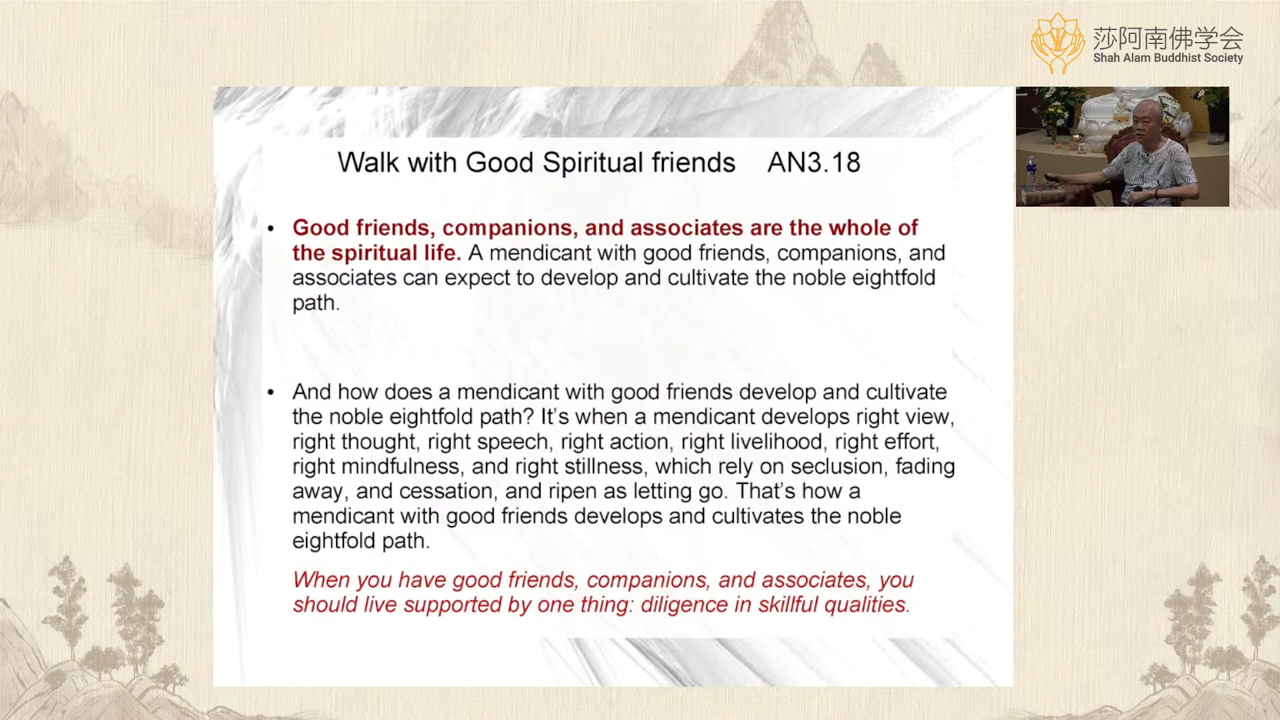 莎阿南佛学会
Shah Alam Buddhist Society
Walk with Good Spiritual friends AN3.18
• Good friends, companions, and associates are the whole of
the spiritual life. A mendicant with good friends, companions, and
associates can expect to develop and cultivate the noble eightfold
path.
• And how does a mendicant with good friends develop and cultivate
the noble eightfold path? It’s when a mendicant develops right view,
right thought, right speech, right action, right livelihood, right effort,
right mindfulness, and right stillness, which rely on seclusion, fading
away, and cessation, and ripen as letting go. That’s how a
mendicant with good friends develops and cultivates the noble
eightfold path.
When you have good friends, companions, and associates, you
should live supported by one thing: diligence in skillful qualities.